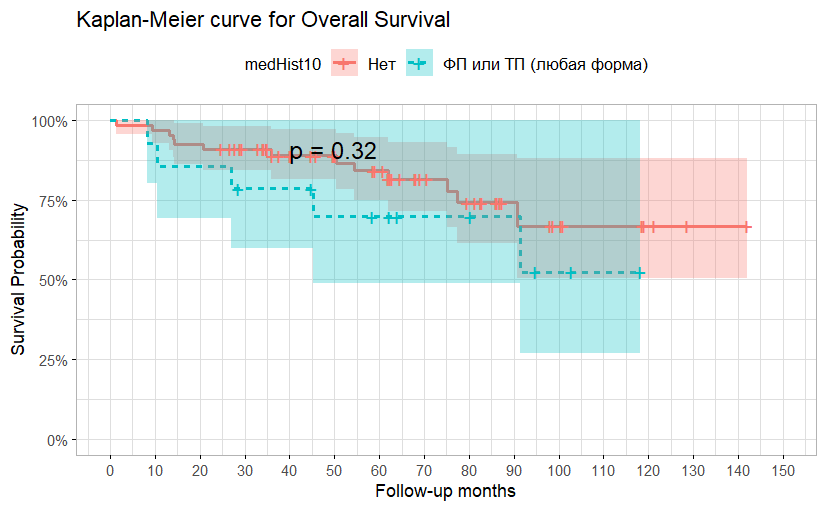 Kaplan-Meier curve for Overall Survival
medHist10 Нет ФП или ТП (любая форма)
100%
75%
50%
25%
0%
p = 0.32
Survival Probability
0 10 20 30 40 50 60 70 80 90 100 110 120 130 140 150
Follow-up months